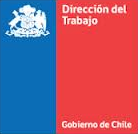 Dirección del
Trabajo
Gobierno de Chile